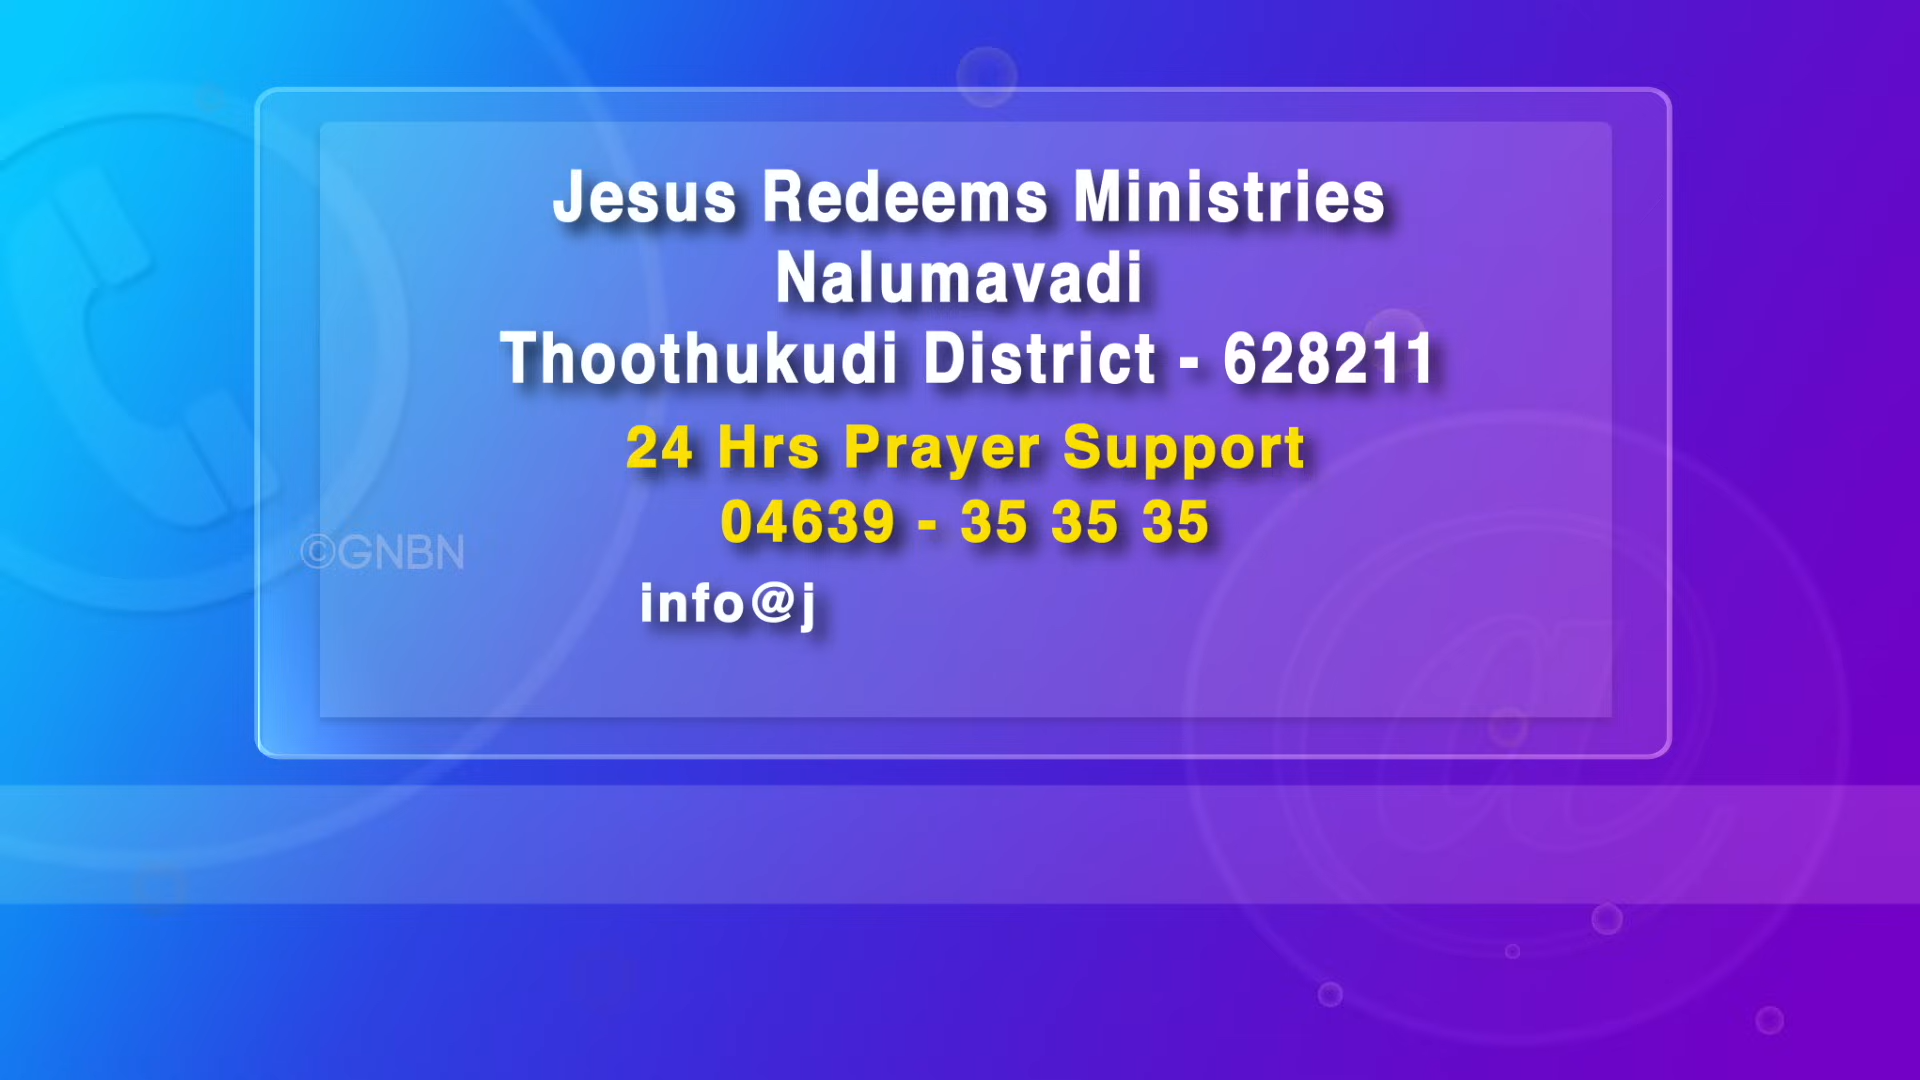 Jesus Redeems Ministries
Nalumavadi
Thoothukudi District - 628211
24 Hrs Prayer Support
04639 - 35 35 35
©GNBN
info@j